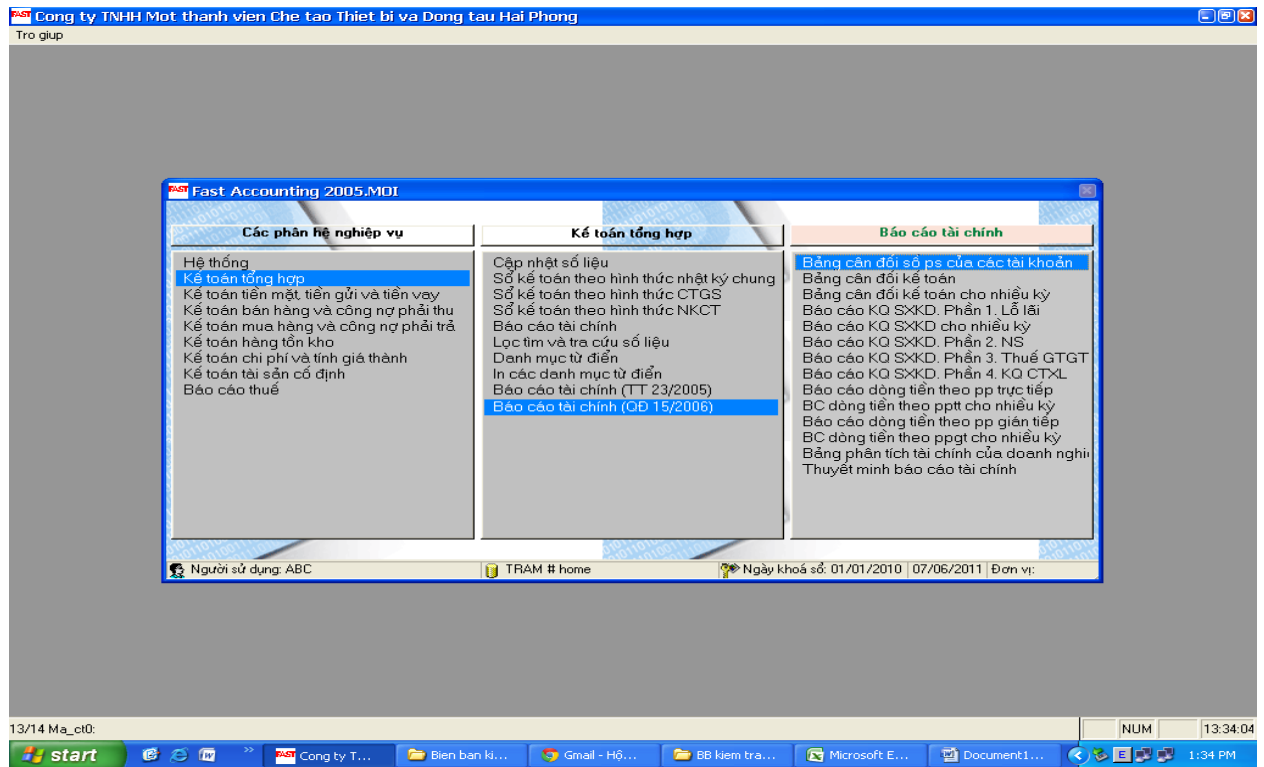 FAST Cong ty TNHH Mot thanh vien Che tao Thiet bi va Dong tau Hai Phong
Tro giup
FAST Fast Accounting 2005.MOI
Các phân hệ nghiệp vụ
Hệ thống
Kế toán tổng hợp
Kế toán tiền mặt, tiền gửi và tiền vay
Kế toán bán hàng và công nợ phải thu
Kế toán mua hàng và công nợ phải trả
Kế toán hàng tồn kho
Kế toán chi phí và tính giá thành
Kế toán tài sản cố định
Báo cáo thuế
Kế toán tổng hợp
Cập nhật số liệu
Sổ kế toán theo hình thức nhật ký chung
Sổ kế toán theo hình thức CTGS
Sổ kế toán theo hình thức NKCT
Báo cáo tài chính
Lọc tìm và tra cứu số liệu
Danh mục từ điển
In các danh mục từ điển
Báo cáo tài chính (TT 23/2005)
Báo cáo tài chính (QĐ 15/2006)
Báo cáo tài chính
Bảng cân đối số ps của các tài khoản
Bảng cân đối kế toán
Bảng cân đối kế toán cho nhiều kỳ
Báo cáo KQ SXKD. Phần 1. Lỗ lãi
Báo cáo KQ SXKD cho nhiều kỳ
Báo cáo KQ SXKD. Phần 2. NS
Báo cáo KQ SXKD. Phần 3. Thuế GTGT
Báo cáo KQ SXKD. Phần 4. KQ CTXL
Báo cáo dòng tiền theo pp trực tiếp
BC dòng tiền theo pptt cho nhiều kỳ
Báo cáo dòng tiền theo pp gián tiếp
BC dòng tiền theo ppgt cho nhiều kỳ
Bảng phân tích tài chính của doanh nghi
Thuyết minh báo cáo tài chính
Người sử dụng: ABC TRAM # home Ngày khoá sổ: 01/01/2010 07/06/2011 Đơn vị:
13/14 Ma_ct0: NUM 13:34:04
start FAST Cong ty T... Bien ban ki... Gmail - Hộ... BB kiem tra... Microsoft E... Document1... E 1:34 PM